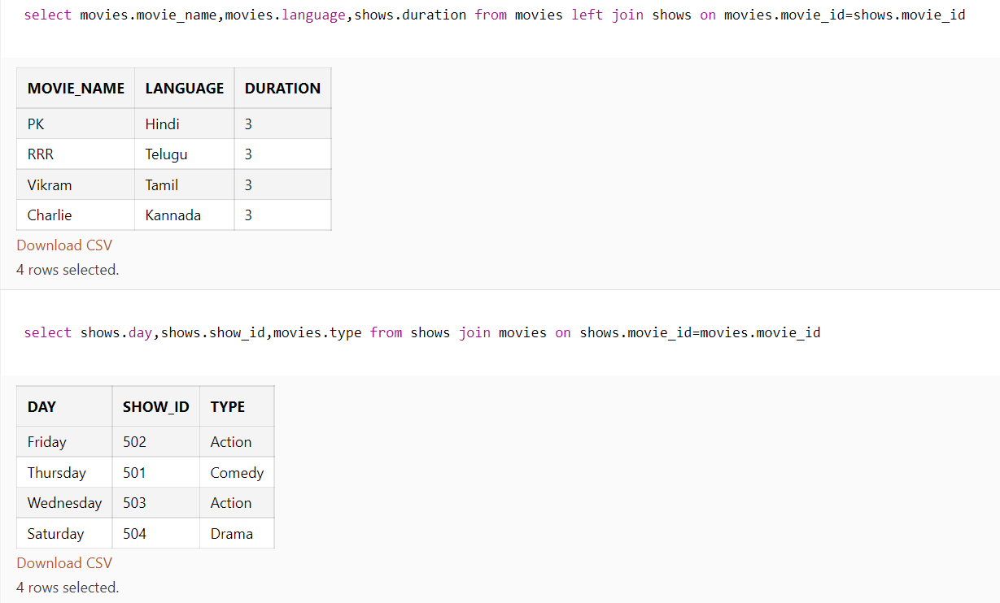 select movies.movie_name,movies.language,shows.duration from movies left join shows on movies.movie_id=shows.movie_id
MOVIE_NAME LANGUAGE DURATION
PK Hindi 3
RRR Telugu 3
Vikram Tamil 3
Charlie Kannada 3
Download CSV
4 rows selected.
select shows.day,shows.show_id,movies.type from shows join movies on shows.movie_id=movies.movie_id
DAY SHOW_ID TYPE
Friday 502 Action
Thursday 501 Comedy
Wednesday 503 Action
Saturday 504 Drama
Download CSV
4 rows selected.